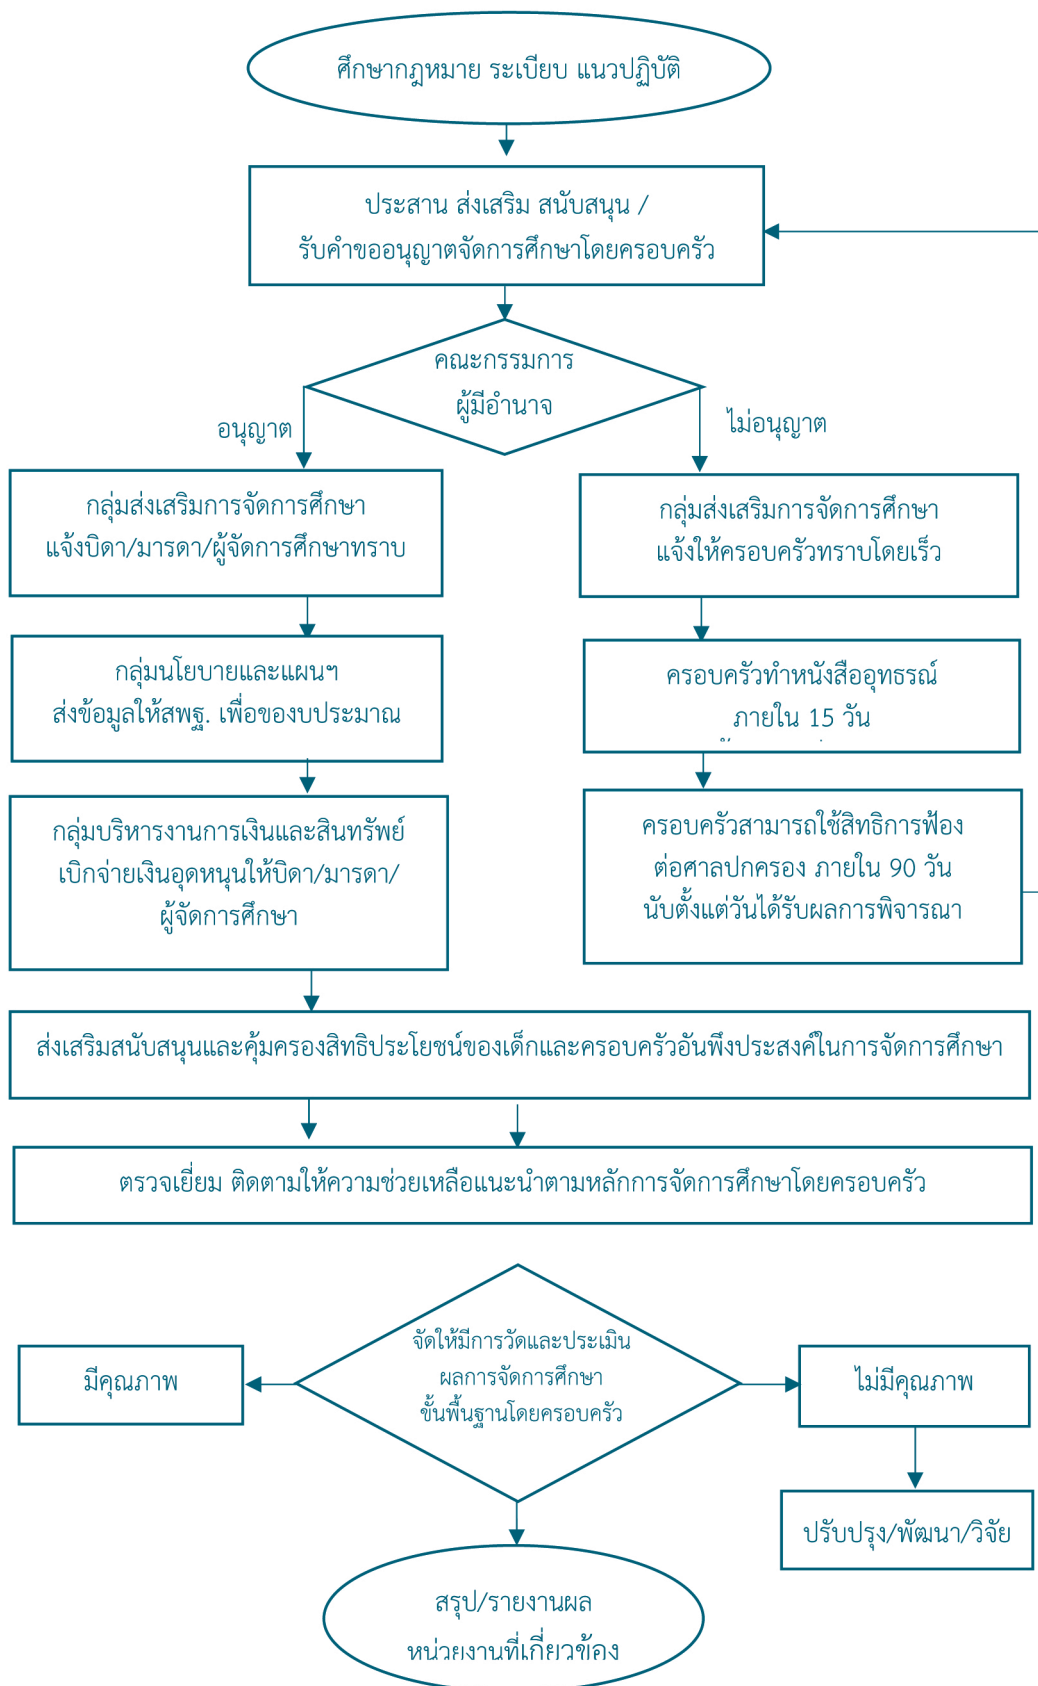 ศึกษากฎหมาย ระเบียบ แนวปฏิบัติ
ประสาน ส่งเสริม สนับสนุน /
รับคำขออนุญาตจัดการศึกษาโดยครอบครัว
คณะกรรมการ
ผู้มีอำนาจ
อนุญาต
ไม่อนุญาต
กลุ่มส่งเสริมการจัดการศึกษา
แจ้งบิดา/มารดา/ผู้จัดการศึกษาทราบ
กลุ่มส่งเสริมการจัดการศึกษา
แจ้งให้ครอบครัวทราบโดยเร็ว
กลุ่มนโยบายและแผนฯ
ส่งข้อมูลให้สพฐ. เพื่อของบประมาณ
ครอบครัวทำหนังสืออุทธรณ์
ภายใน 15 วัน
กลุ่มบริหารงานการเงินและสินทรัพย์
เบิกจ่ายเงินอุดหนุนให้บิดา/มารดา/
ผู้จัดการศึกษา
ครอบครัวสามารถใช้สิทธิการฟ้อง
ต่อศาลปกครอง ภายใน 90 วัน
นับตั้งแต่วันได้รับผลการพิจารณา
ส่งเสริมสนับสนุนและคุ้มครองสิทธิประโยชน์ของเด็กและครอบครัวอันพึงประสงค์ในการจัดการศึกษา
ตรวจเยี่ยม ติดตามให้ความช่วยเหลือแนะนำตามหลักการจัดการศึกษาโดยครอบครัว
จัดให้มีการวัดและประเมิน
ผลการจัดการศึกษา
ขั้นพื้นฐานโดยครอบครัว
มีคุณภาพ
ไม่มีคุณภาพ
ปรับปรุง/พัฒนา/วิจัย
สรุป/รายงานผล
หน่วยงานที่เกี่ยวข้อง